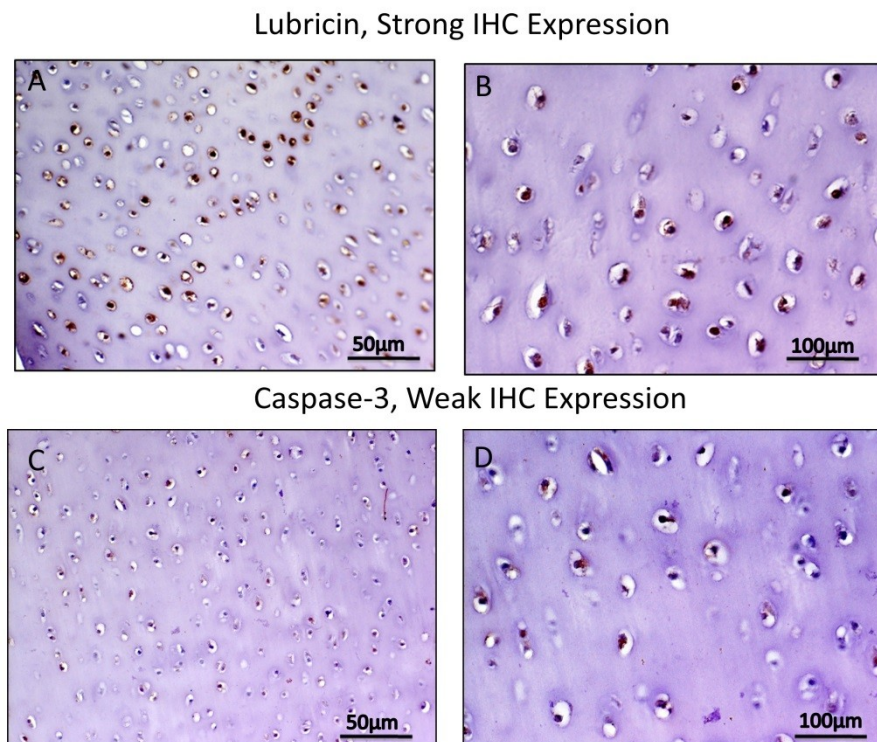 Lubricin, Strong IHC Expression
A
B
50µm
100µm
Caspase-3, Weak IHC Expression
C
D
50µm
100µm